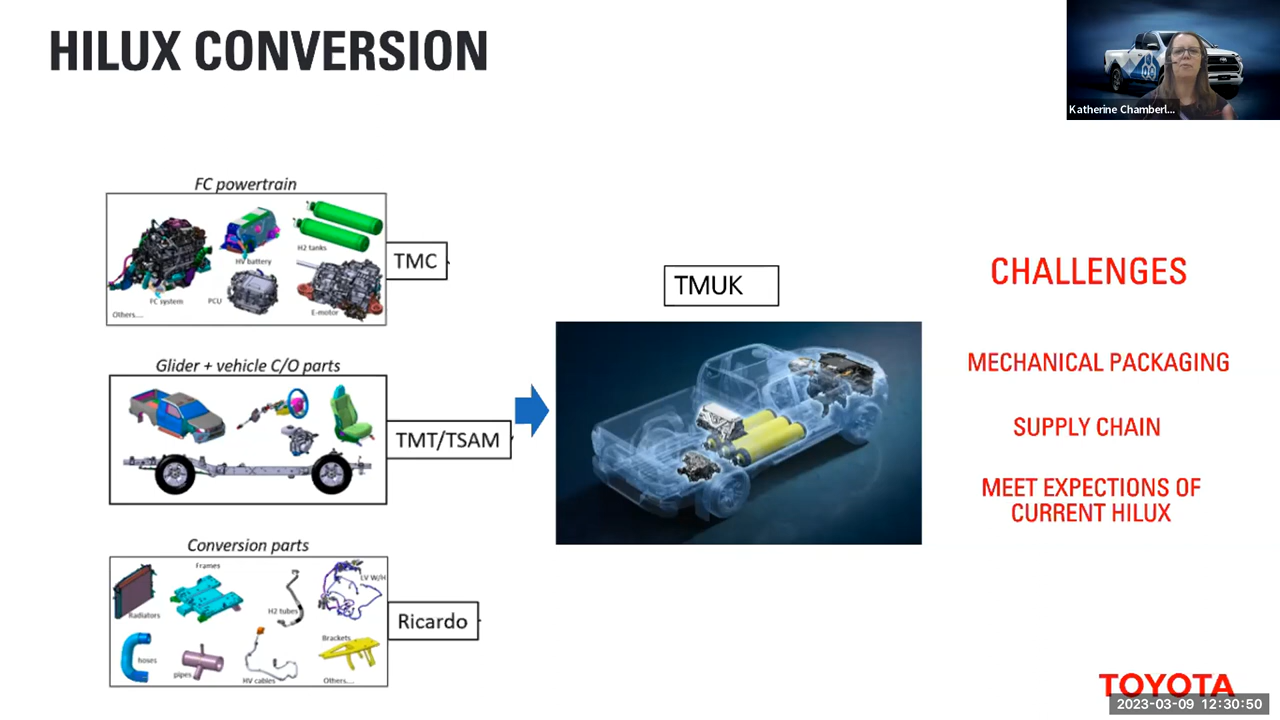 HILUX CONVERSION
Katherine Chamberl...
FC powertrain
H2 tanks
HV battery
FC system
PCU
E-motor
Others....
TMC
Glider + vehicle C/O parts
TMT/TSAM
Conversion parts
Frames
LV W/H
Radiators
H2 tubes
Brackets
hoses
pipes
HV cables
Others....
Ricardo
TMUK
CHALLENGES
MECHANICAL PACKAGING
SUPPLY CHAIN
MEET EXPECTIONS OF
CURRENT HILUX
TOYOTA
2023-03-09 12:30:50